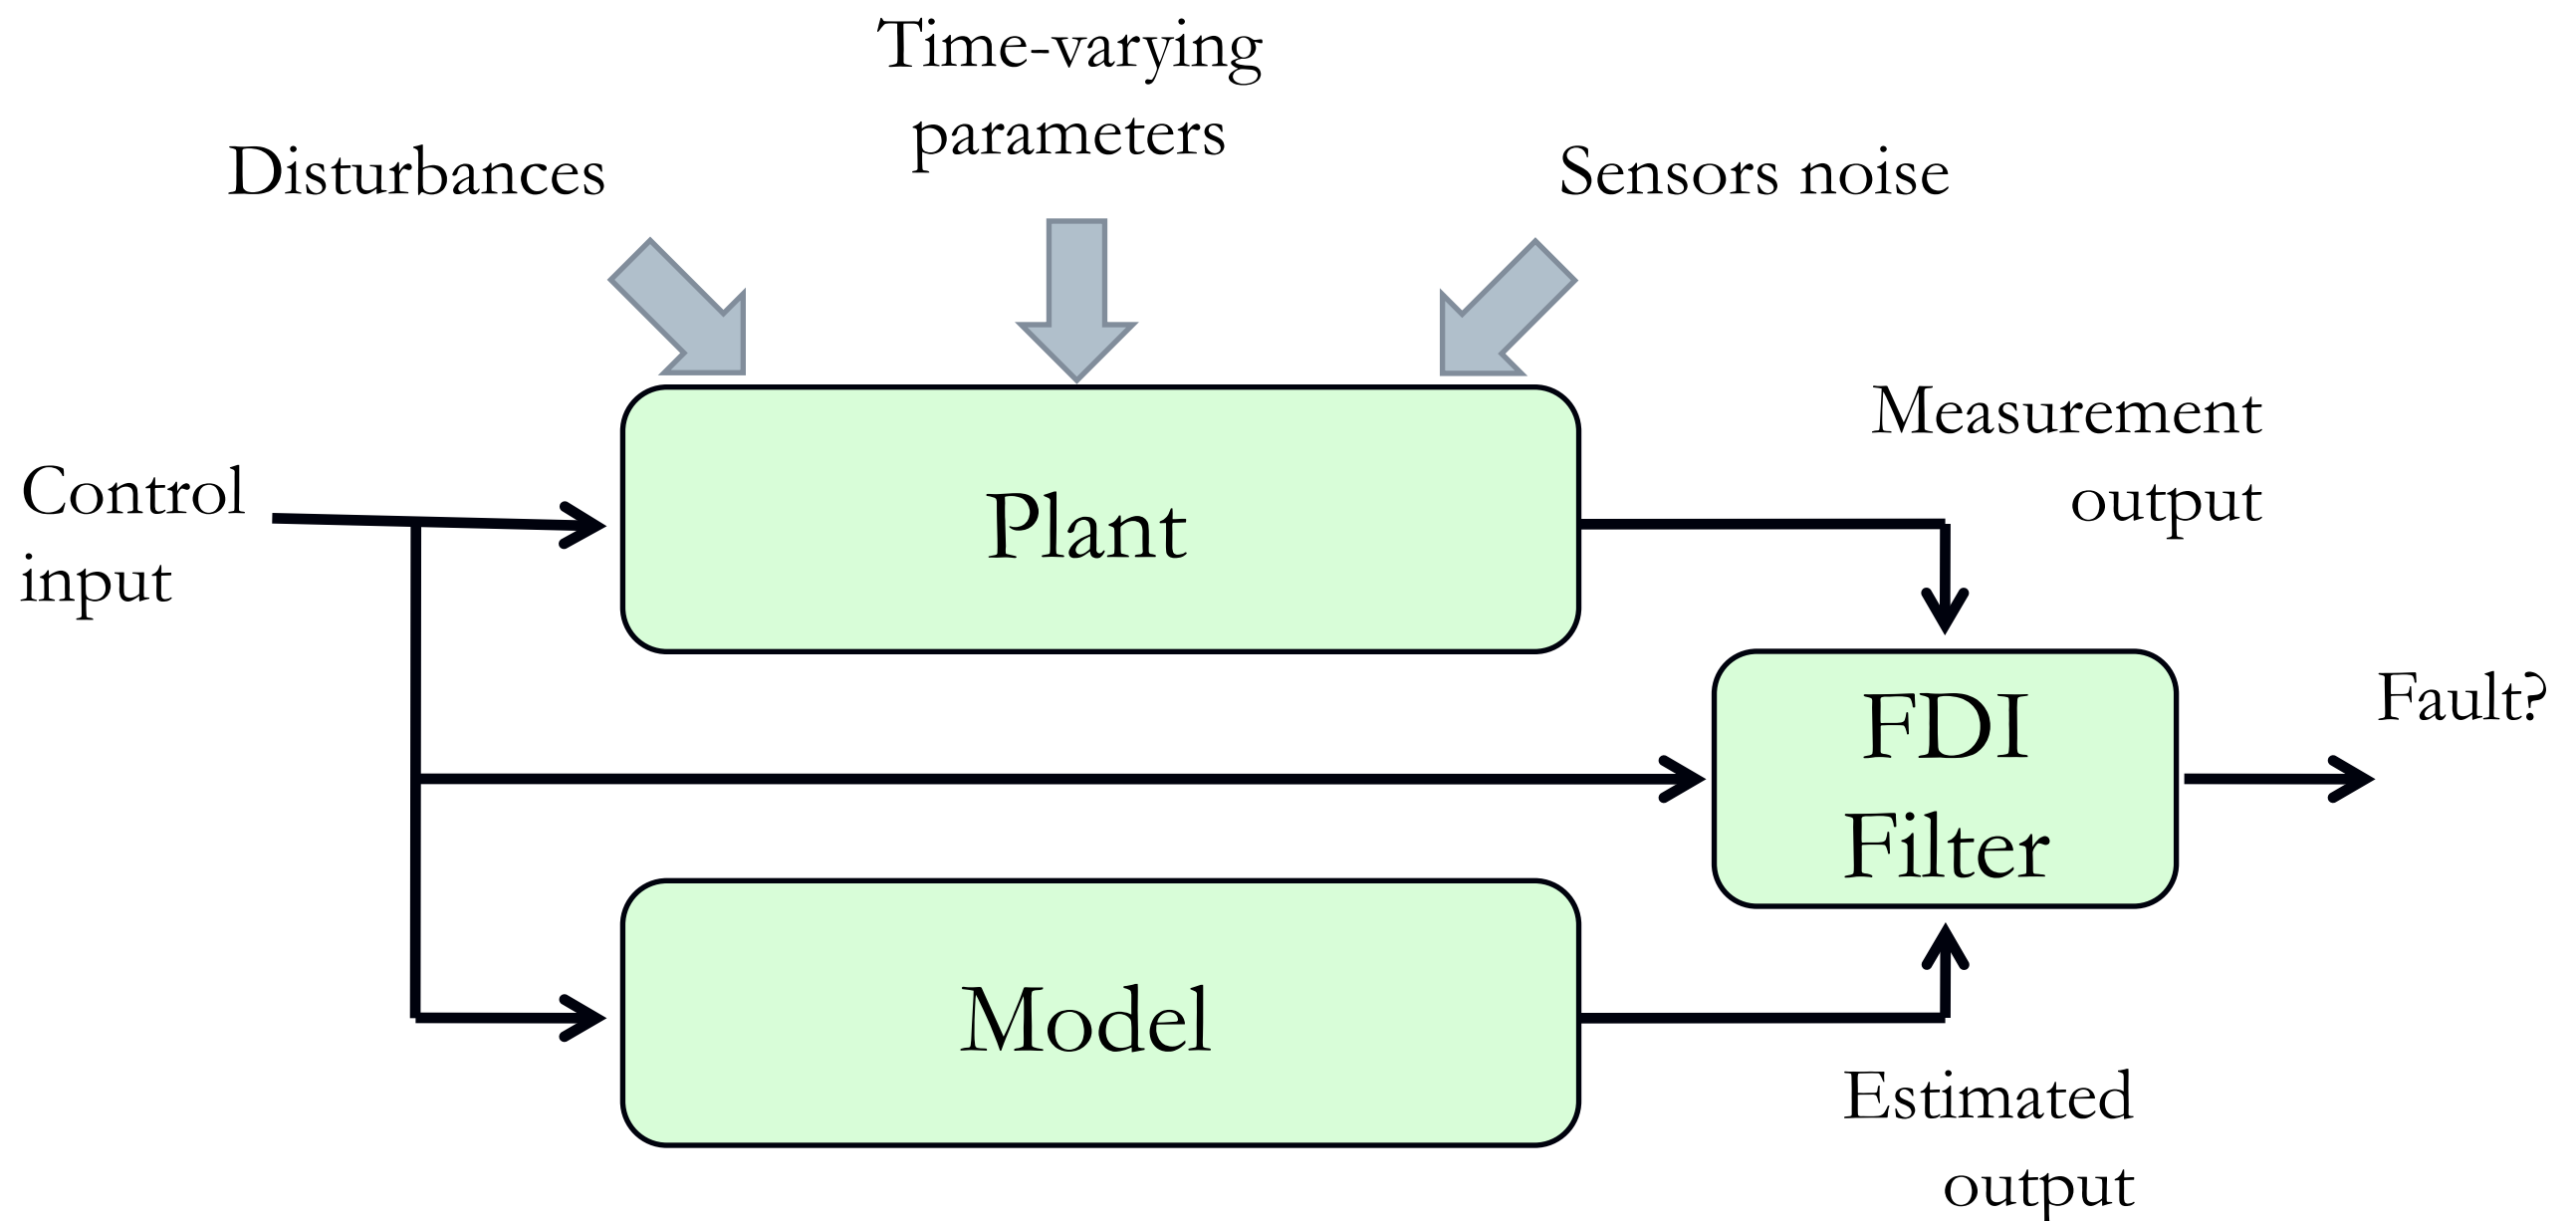 Time-varying
parameters
Disturbances
Sensors noise
Measurement
output
Control
input
Plant
Fault?
FDI
Filter
Model
Estimated
output